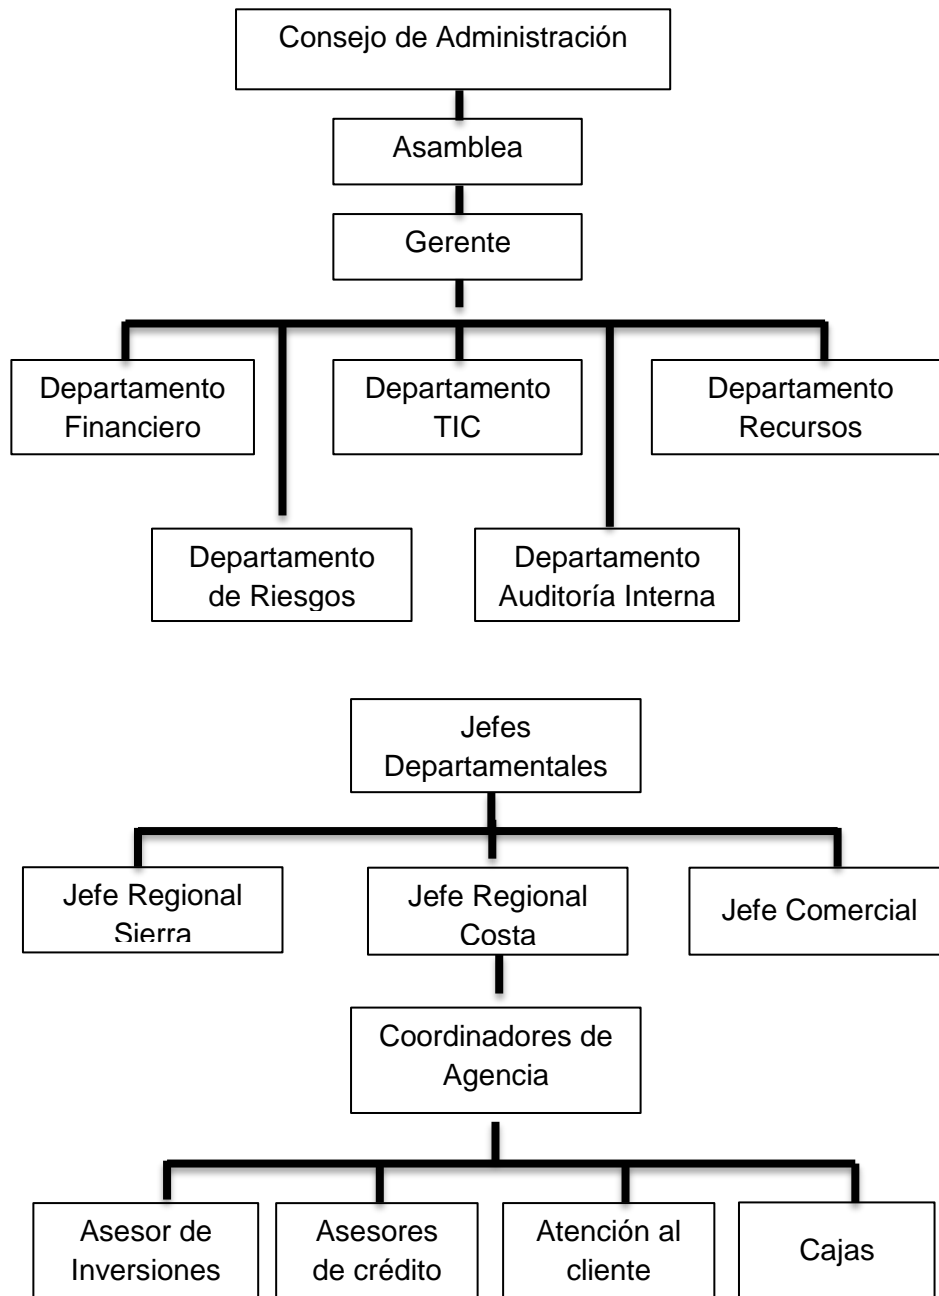 Consejo de Administración
Asamblea
Gerente
Departamento
Financiero
Departamento
TIC
Departamento
Recursos
Departamento
de Riesgos
Departamento
Auditoría Interna
Jefes
Departamentales
Jefe Regional
Sierra
Jefe Regional
Costa
Jefe Comercial
Coordinadores de
Agencia
Asesor de
Inversiones
Asesores
de crédito
Atención al
cliente
Cajas